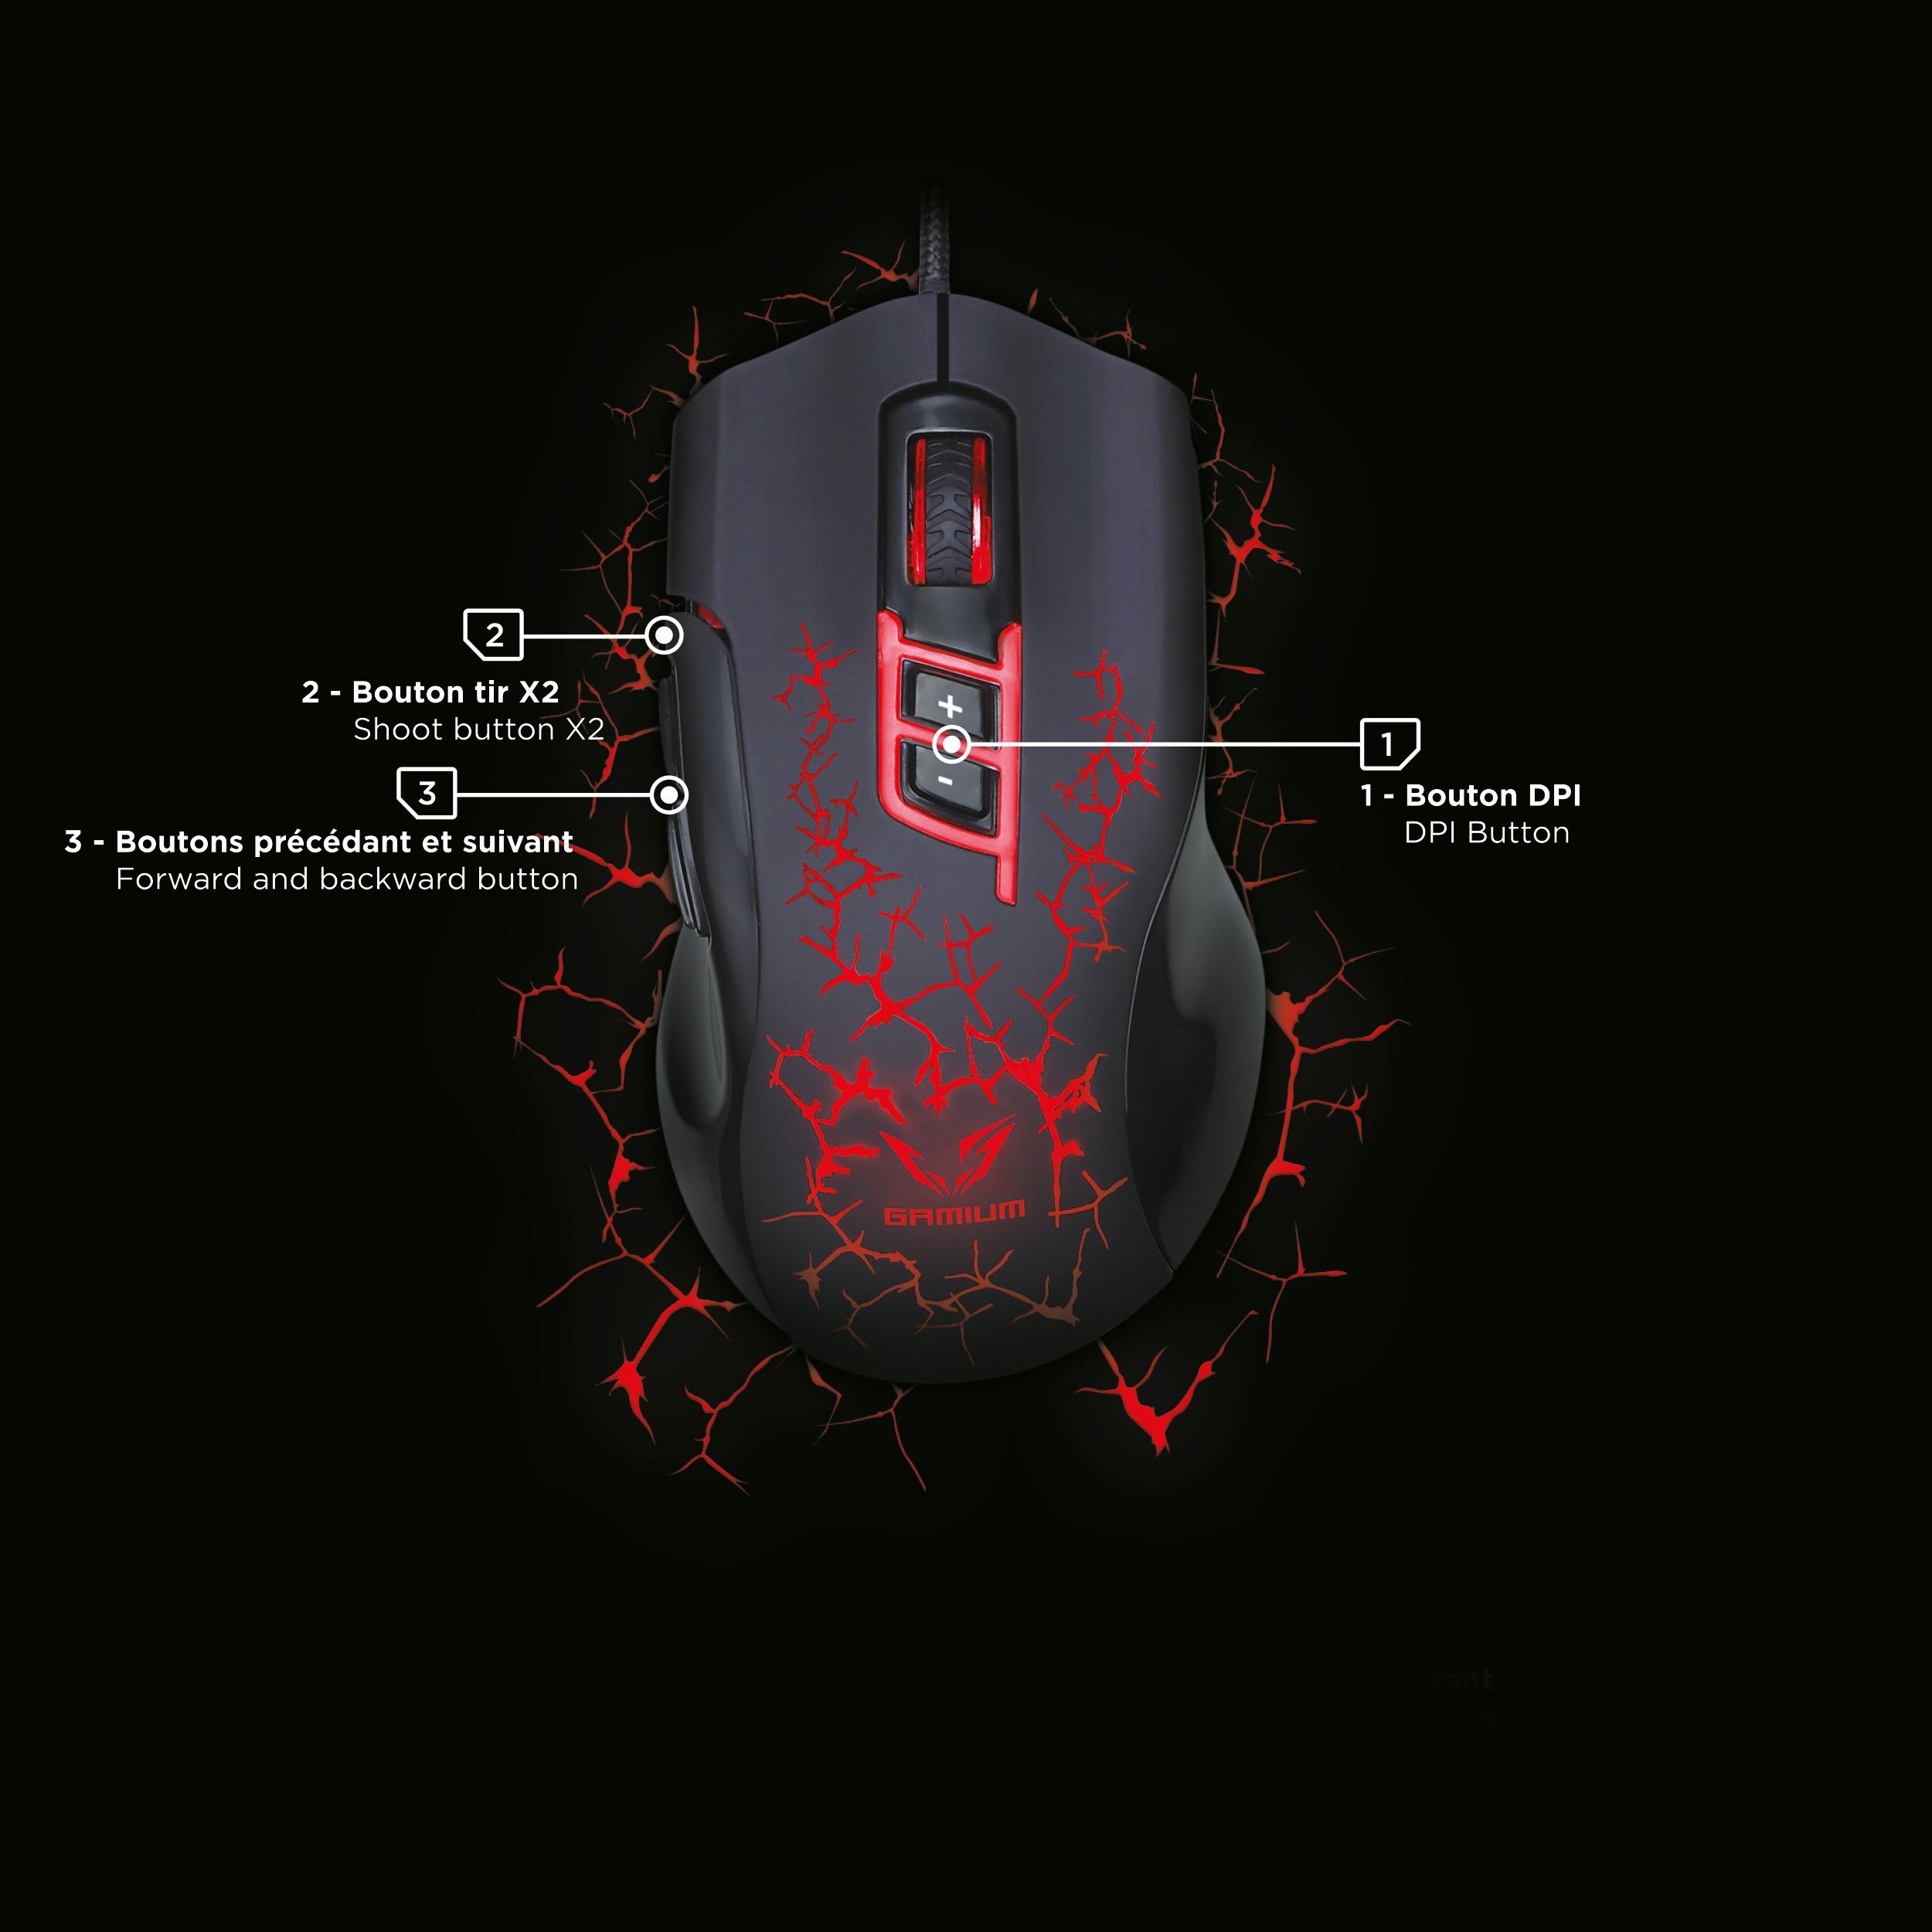 2
2 - Bouton tir X2
Shoot button X2
3
3 - Boutons précédant et suivant
Forward and backward button
+
-
1
1 - Bouton DPI
DPI Button
GAMIUM